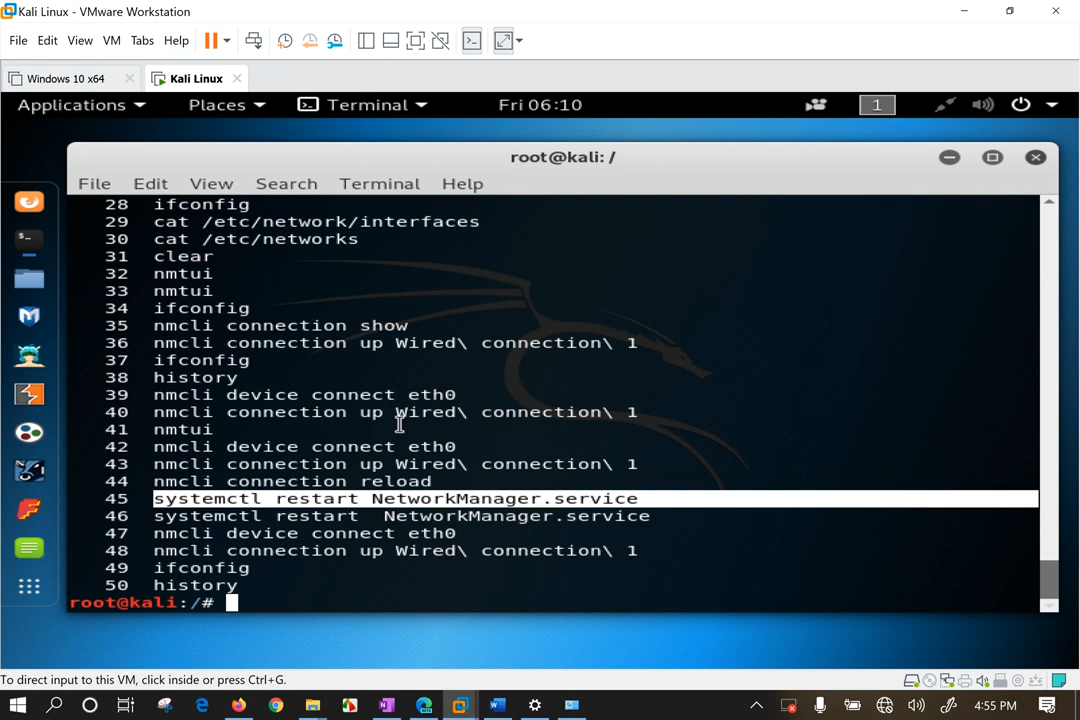 Kali Linux - VMware Workstation
File Edit View VM Tabs Help
Windows 10 x64
Kali Linux
Applications Places Terminal Fri 06:10 1
root@kali: /
File Edit View Search Terminal Help
28 ifconfig
29 cat /etc/network/interfaces
30 cat /etc/networks
31 clear
32 nmtui
33 nmtui
34 ifconfig
35 nmcli connection show
36 nmcli connection up Wired\ connection\ 1
37 ifconfig
38 history
39 nmcli device connect eth0
40 nmcli connection up Wired\ connection\ 1
41 nmtui
42 nmcli device connect eth0
43 nmcli connection up Wired\ connection\ 1
44 nmcli connection reload
45 systemctl restart NetworkManager.service
46 systemctl restart  NetworkManager.service
47 nmcli device connect eth0
48 nmcli connection up Wired\ connection\ 1
49 ifconfig
50 history
root@kali:/#
To direct input to this VM, click inside or press Ctrl+G.
4:55 PM